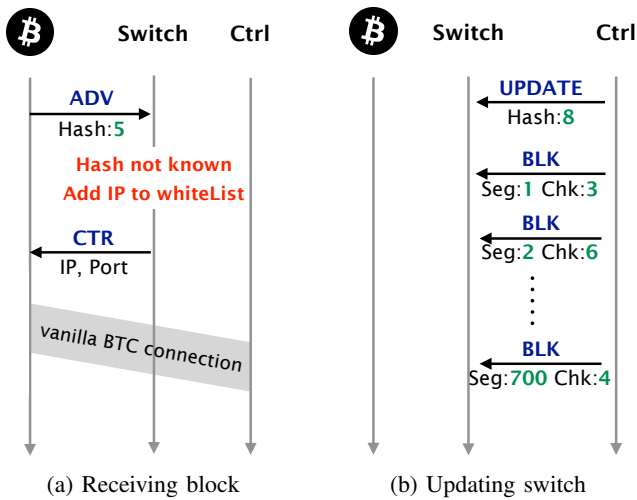 Switch
Ctrl
ADV
Hash:5
Hash not known
Add IP to whiteList
CTR
IP, Port
vanilla BTC connection
(a) Receiving block
Switch
Ctrl
UPDATE
Hash:8
BLK
Seg:1 Chk:3
BLK
Seg:2 Chk:6
BLK
Seg:700 Chk:4
(b) Updating switch